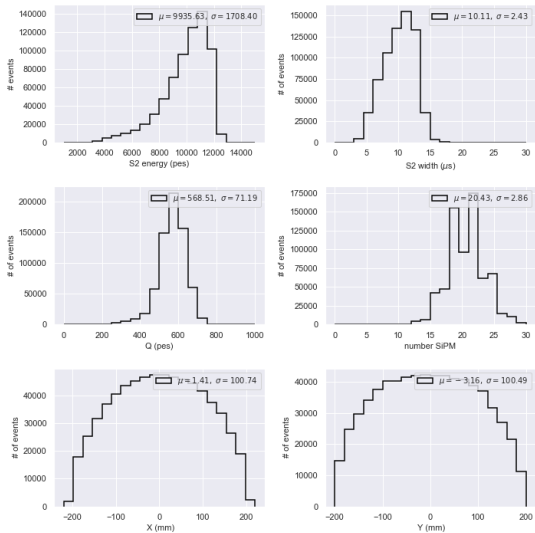 μ = 9935.63, σ = 1708.40
140000
120000
100000
80000
60000
40000
20000
0
2000 4000 6000 8000 10000 12000 14000
# of events
S2 energy (pes)
μ = 10.11, σ = 2.43
150000
125000
100000
75000
50000
25000
0
0 5 10 15 20 25 30
# of events
S2 width (μs)
μ = 568.51, σ = 71.19
200000
150000
100000
50000
0
0 200 400 600 800 1000
# of events
Q (pes)
μ = 20.43, σ = 2.86
175000
150000
125000
100000
75000
50000
25000
0
0 5 10 15 20 25 30
# of events
number SiPM
μ = 1.41, σ = 100.74
40000
30000
20000
10000
0
−200 −100 0 100 200
# of events
X (mm)
μ = −3.16, σ = 100.49
40000
30000
20000
10000
0
−200 −100 0 100 200
# of events
Y (mm)